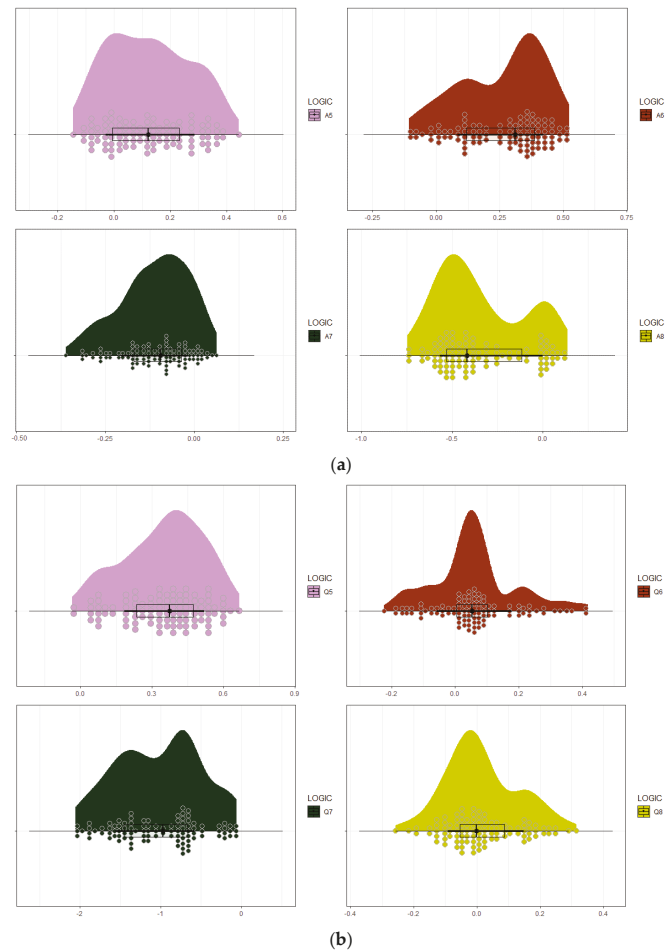 LOGIC
A5
-0.2 0.0 0.2 0.4 0.6
LOGIC
A6
-0.25 0.00 0.25 0.50 0.75
LOGIC
A7
-0.50 -0.25 0.00 0.25
LOGIC
A8
-1.0 -0.5 0.0
(a)
LOGIC
Q5
0.0 0.3 0.6 0.9
LOGIC
Q6
-0.2 0.0 0.2 0.4
LOGIC
Q7
-2 -1 0
LOGIC
Q8
-0.4 -0.2 0.0 0.2 0.4
(b)